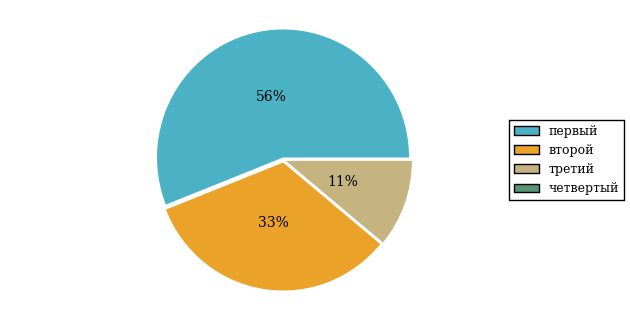 56%
11%
33%
первый
второй
третий
четвертый